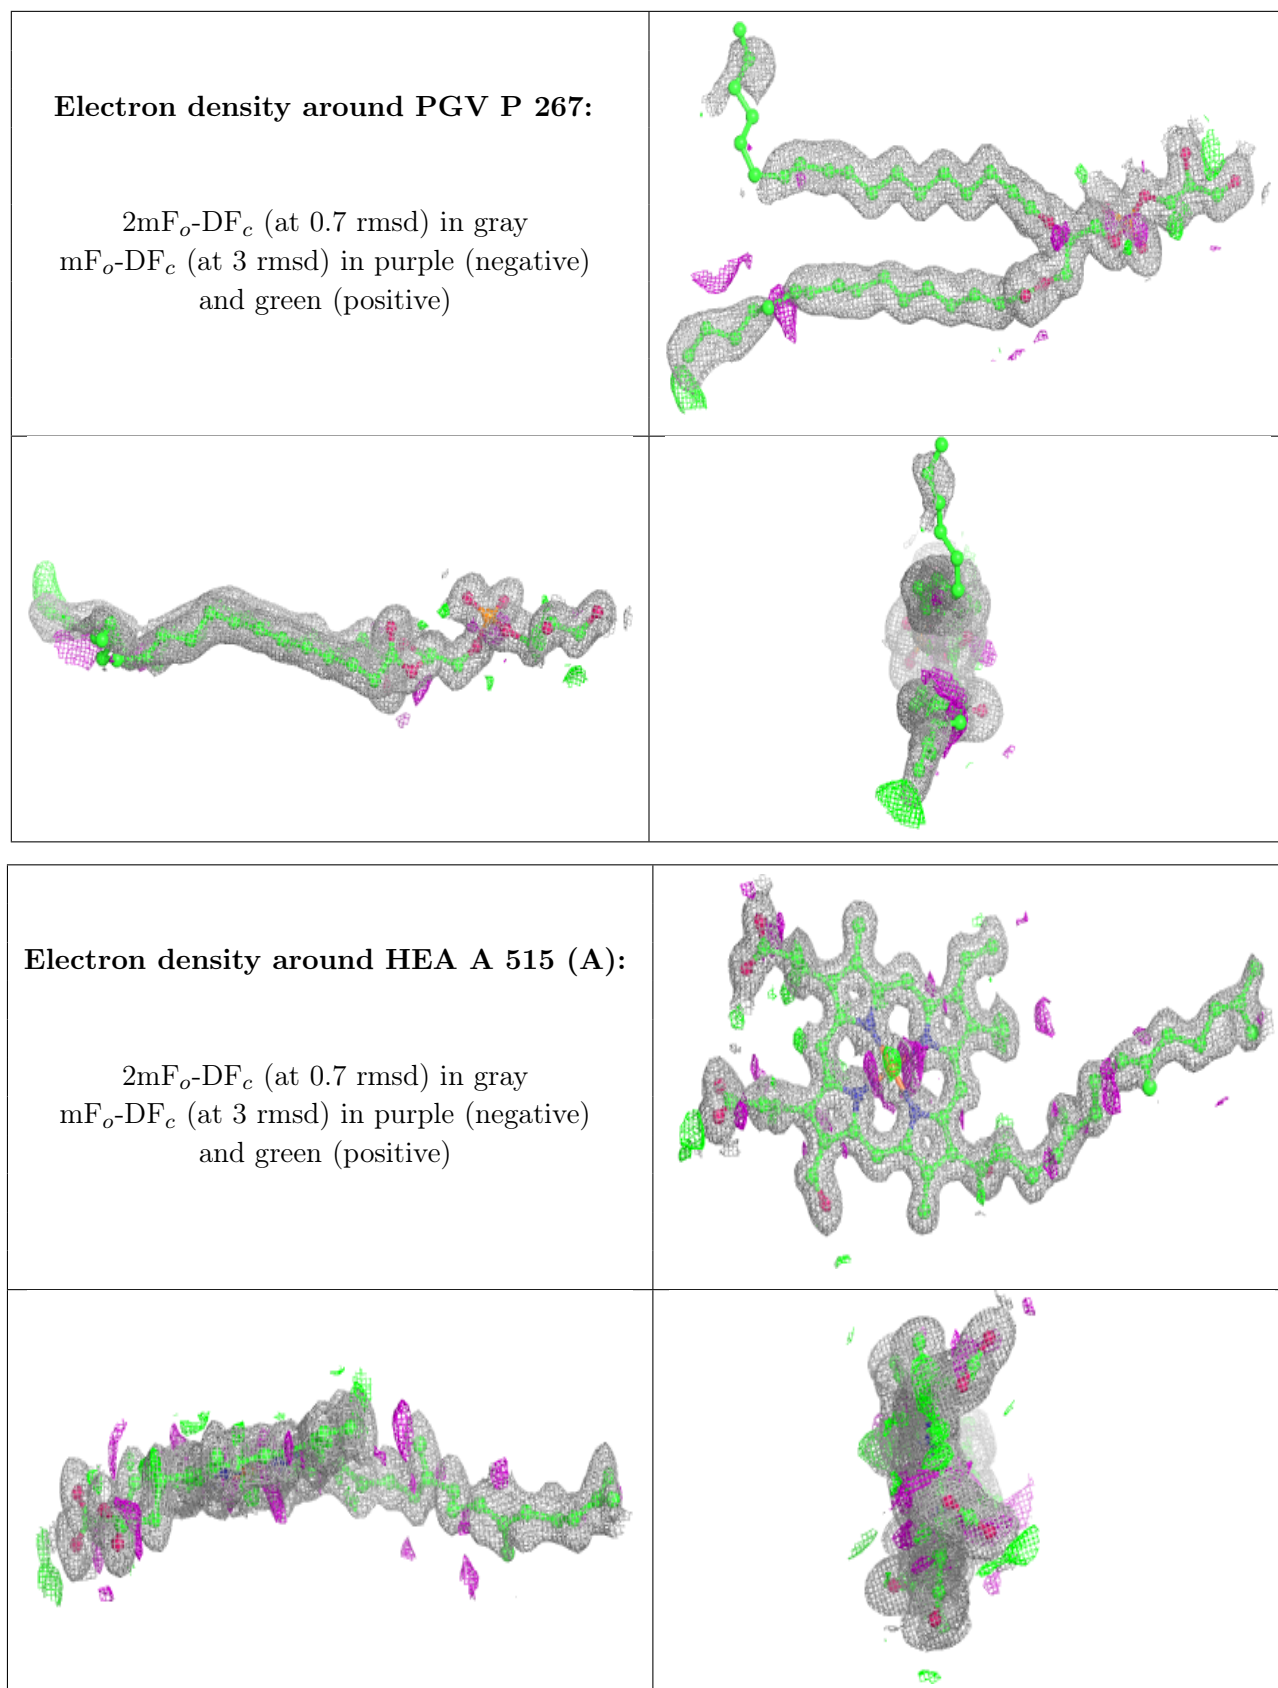 Electron density around PGV P 267:
2mFo-DFc (at 0.7 rmsd) in gray
mFo-DFc (at 3 rmsd) in purple (negative)
and green (positive)
Electron density around HEA A 515 (A):
2mFo-DFc (at 0.7 rmsd) in gray
mFo-DFc (at 3 rmsd) in purple (negative)
and green (positive)